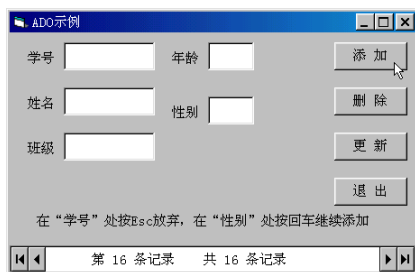 ADO示例
学号 年龄 添 加
姓名 性别 删 除
班级 更 新
退 出
在“学号”处按Esc放弃，在“性别”处按回车继续添加
第 16 条记录 共 16 条记录